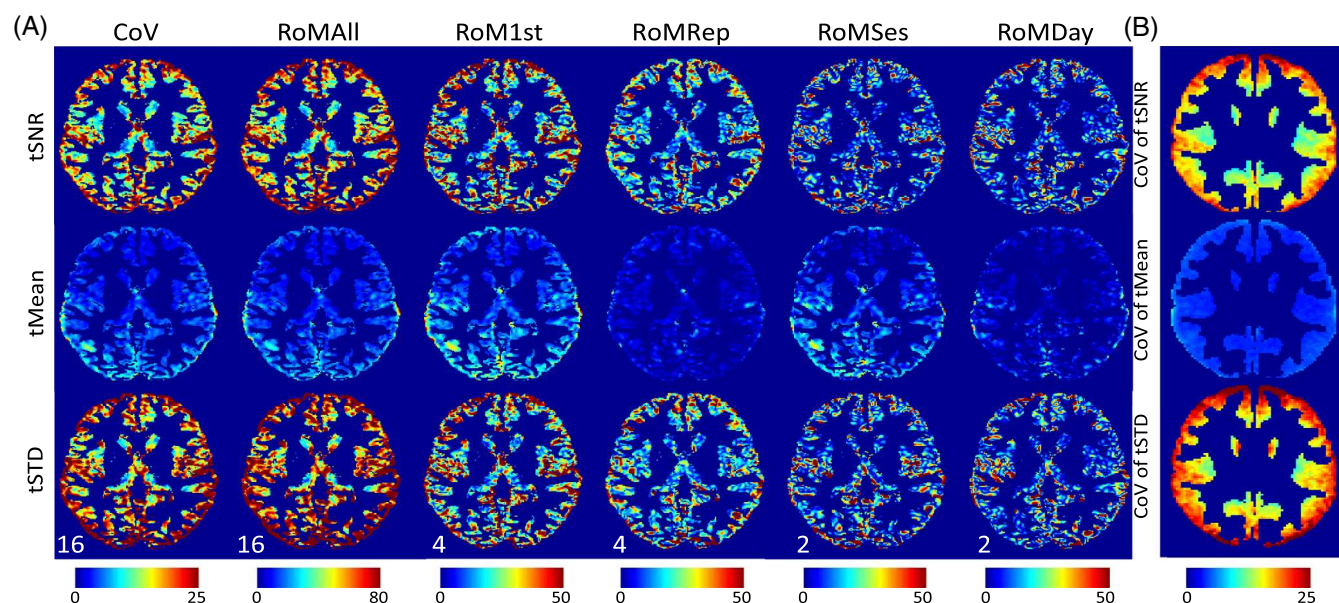 (A) CoV RoMAll RoM1st RoMRep RoMSes RoMDay (B)
tSNR
CoV of tSNR
tMean
CoV of tMean
tSTD
CoV of tSTD
16 16 4 4 2 2
0 25 0 80 0 50 0 50 0 50 0 50 0 25